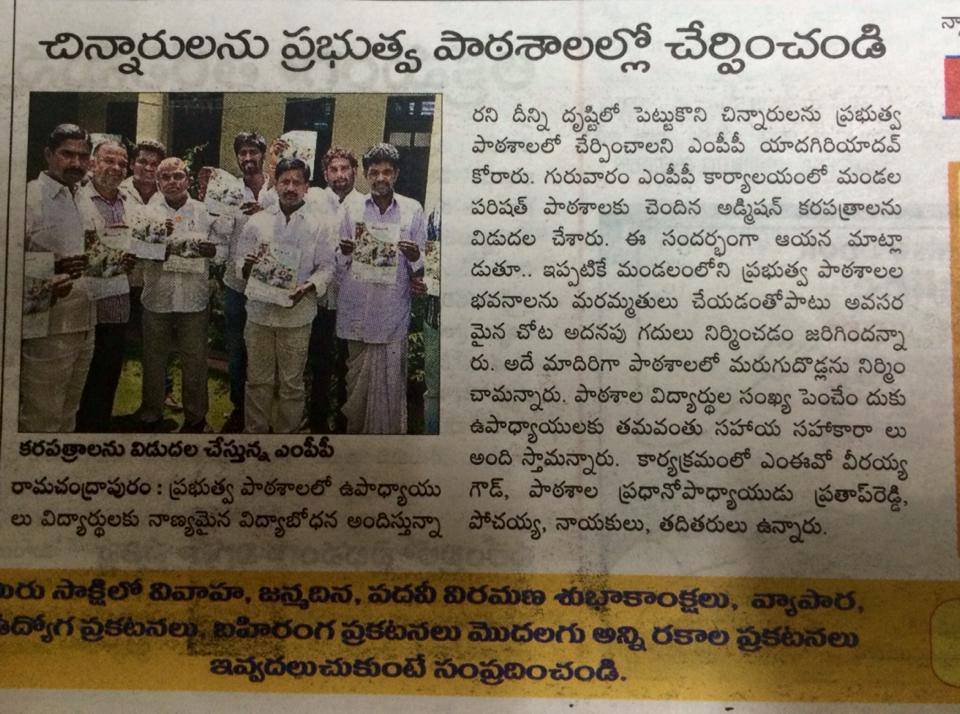 చిన్నారులను ప్రభుత్వ పాఠశాలల్లో చేర్పించండి
కరపత్రాలను విడుదల చేస్తున్న ఎంపీపీ
రామచంద్రాపురం : ప్రభుత్వ పాఠశాలలో ఉపాధ్యాయు
లు విద్యార్థులకు నాణ్యమైన విద్యాబోధన అందిస్తున్నా
రని దీన్ని దృష్టిలో పెట్టుకొని చిన్నారులను ప్రభుత్వ
పాఠశాలలో చేర్పించాలని ఎంపీపీ యాదగిరియాదవ్
కోరారు. గురువారం ఎంపీపీ కార్యాలయంలో మండల
పరిషత్ పాఠశాలకు చెందిన అడ్మిషన్ కరపత్రాలను
విడుదల చేశారు. ఈ సందర్భంగా ఆయన మాట్లా
డుతూ.. ఇప్పటికే మండలంలోని ప్రభుత్వ పాఠశాలల
భవనాలను మరమ్మతులు చేయడంతోపాటు అవసర
మైన చోట అదనపు గదులు నిర్మించడం జరిగిందన్నా
రు. అదే మాదిరిగా పాఠశాలలో మరుగుదొడ్లను నిర్మిం
చామన్నారు. పాఠశాల విద్యార్థుల సంఖ్య పెంచేం దుకు
ఉపాధ్యాయులకు తమవంతు సహాయ సహాకారా లు
అంది స్తామన్నారు. కార్యక్రమంలో ఎంఈవో వీరయ్య
గౌడ్, పాఠశాల ప్రధానోపాధ్యాయుడు ప్రతాప్‌రెడ్డి,
పోచయ్య, నాయకులు, తదితరులు ఉన్నారు.
సాక్షిలో వివాహ, జన్మదిన, పదవీ విరమణ శుభాకాంక్షలు, వ్యాపార,
ఉద్యోగ ప్రకటనలు, బహిరంగ ప్రకటనలు మొదలగు అన్ని రకాల ప్రకటనలు
ఇవ్వదలుచుకుంటే సంప్రదించండి.